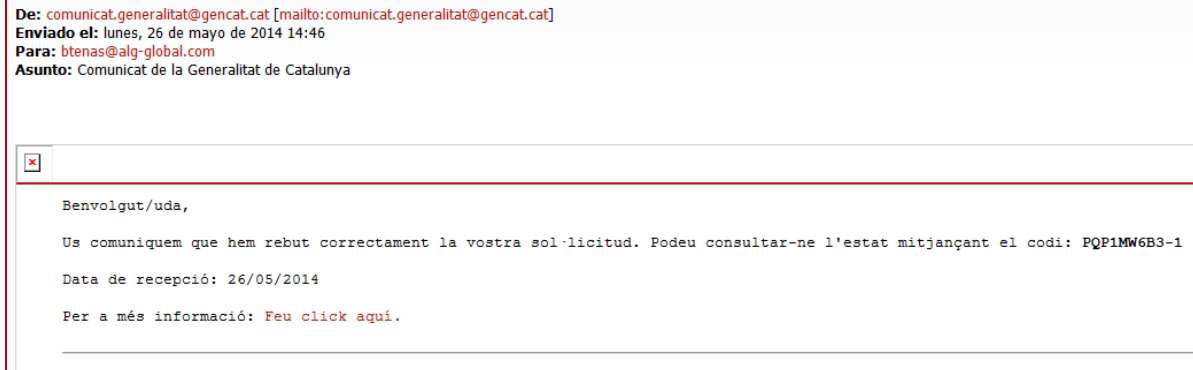 De: comunicat.generalitat@gencat.cat [mailto:comunicat.generalitat@gencat.cat]
Enviado el: lunes, 26 de mayo de 2014 14:46
Para: btenas@alg-global.com
Asunto: Comunicat de la Generalitat de Catalunya
Benvolgut/uda,
Us comuniquem que hem rebut correctament la vostra sol·licitud. Podeu consultar-ne l'estat mitjançant el codi: PQP1MW6B3-1
Data de recepció: 26/05/2014
Per a més informació: Feu click aquí.